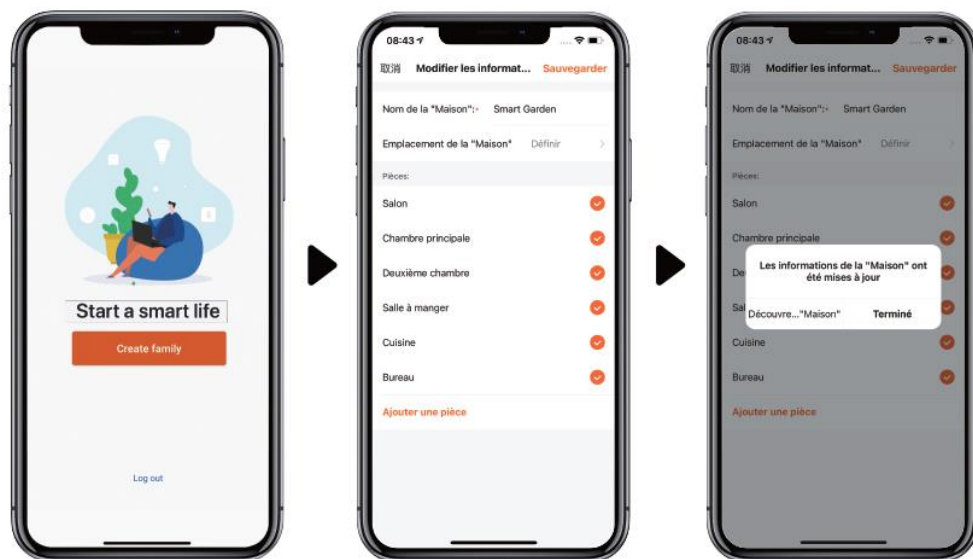 Start a smart life
Create family
Log out
08:43
取消 Modifier les informat... Sauvegarder
Nom de la "Maison":• Smart Garden
Emplacement de la "Maison" Définir
Pièces:
Salon
Chambre principale
Deuxième chambre
Salle à manger
Cuisine
Bureau
Ajouter une pièce
08:43
取消 Modifier les informat... Sauvegarder
Nom de la "Maison":• Smart Garden
Emplacement de la "Maison" Définir
Pièces:
Salon
Chambre principale
Les informations de la "Maison" ont
été mises à jour
De
Sal
Découvre..."Maison" Terminé
Cuisine
Bureau
Ajouter une pièce